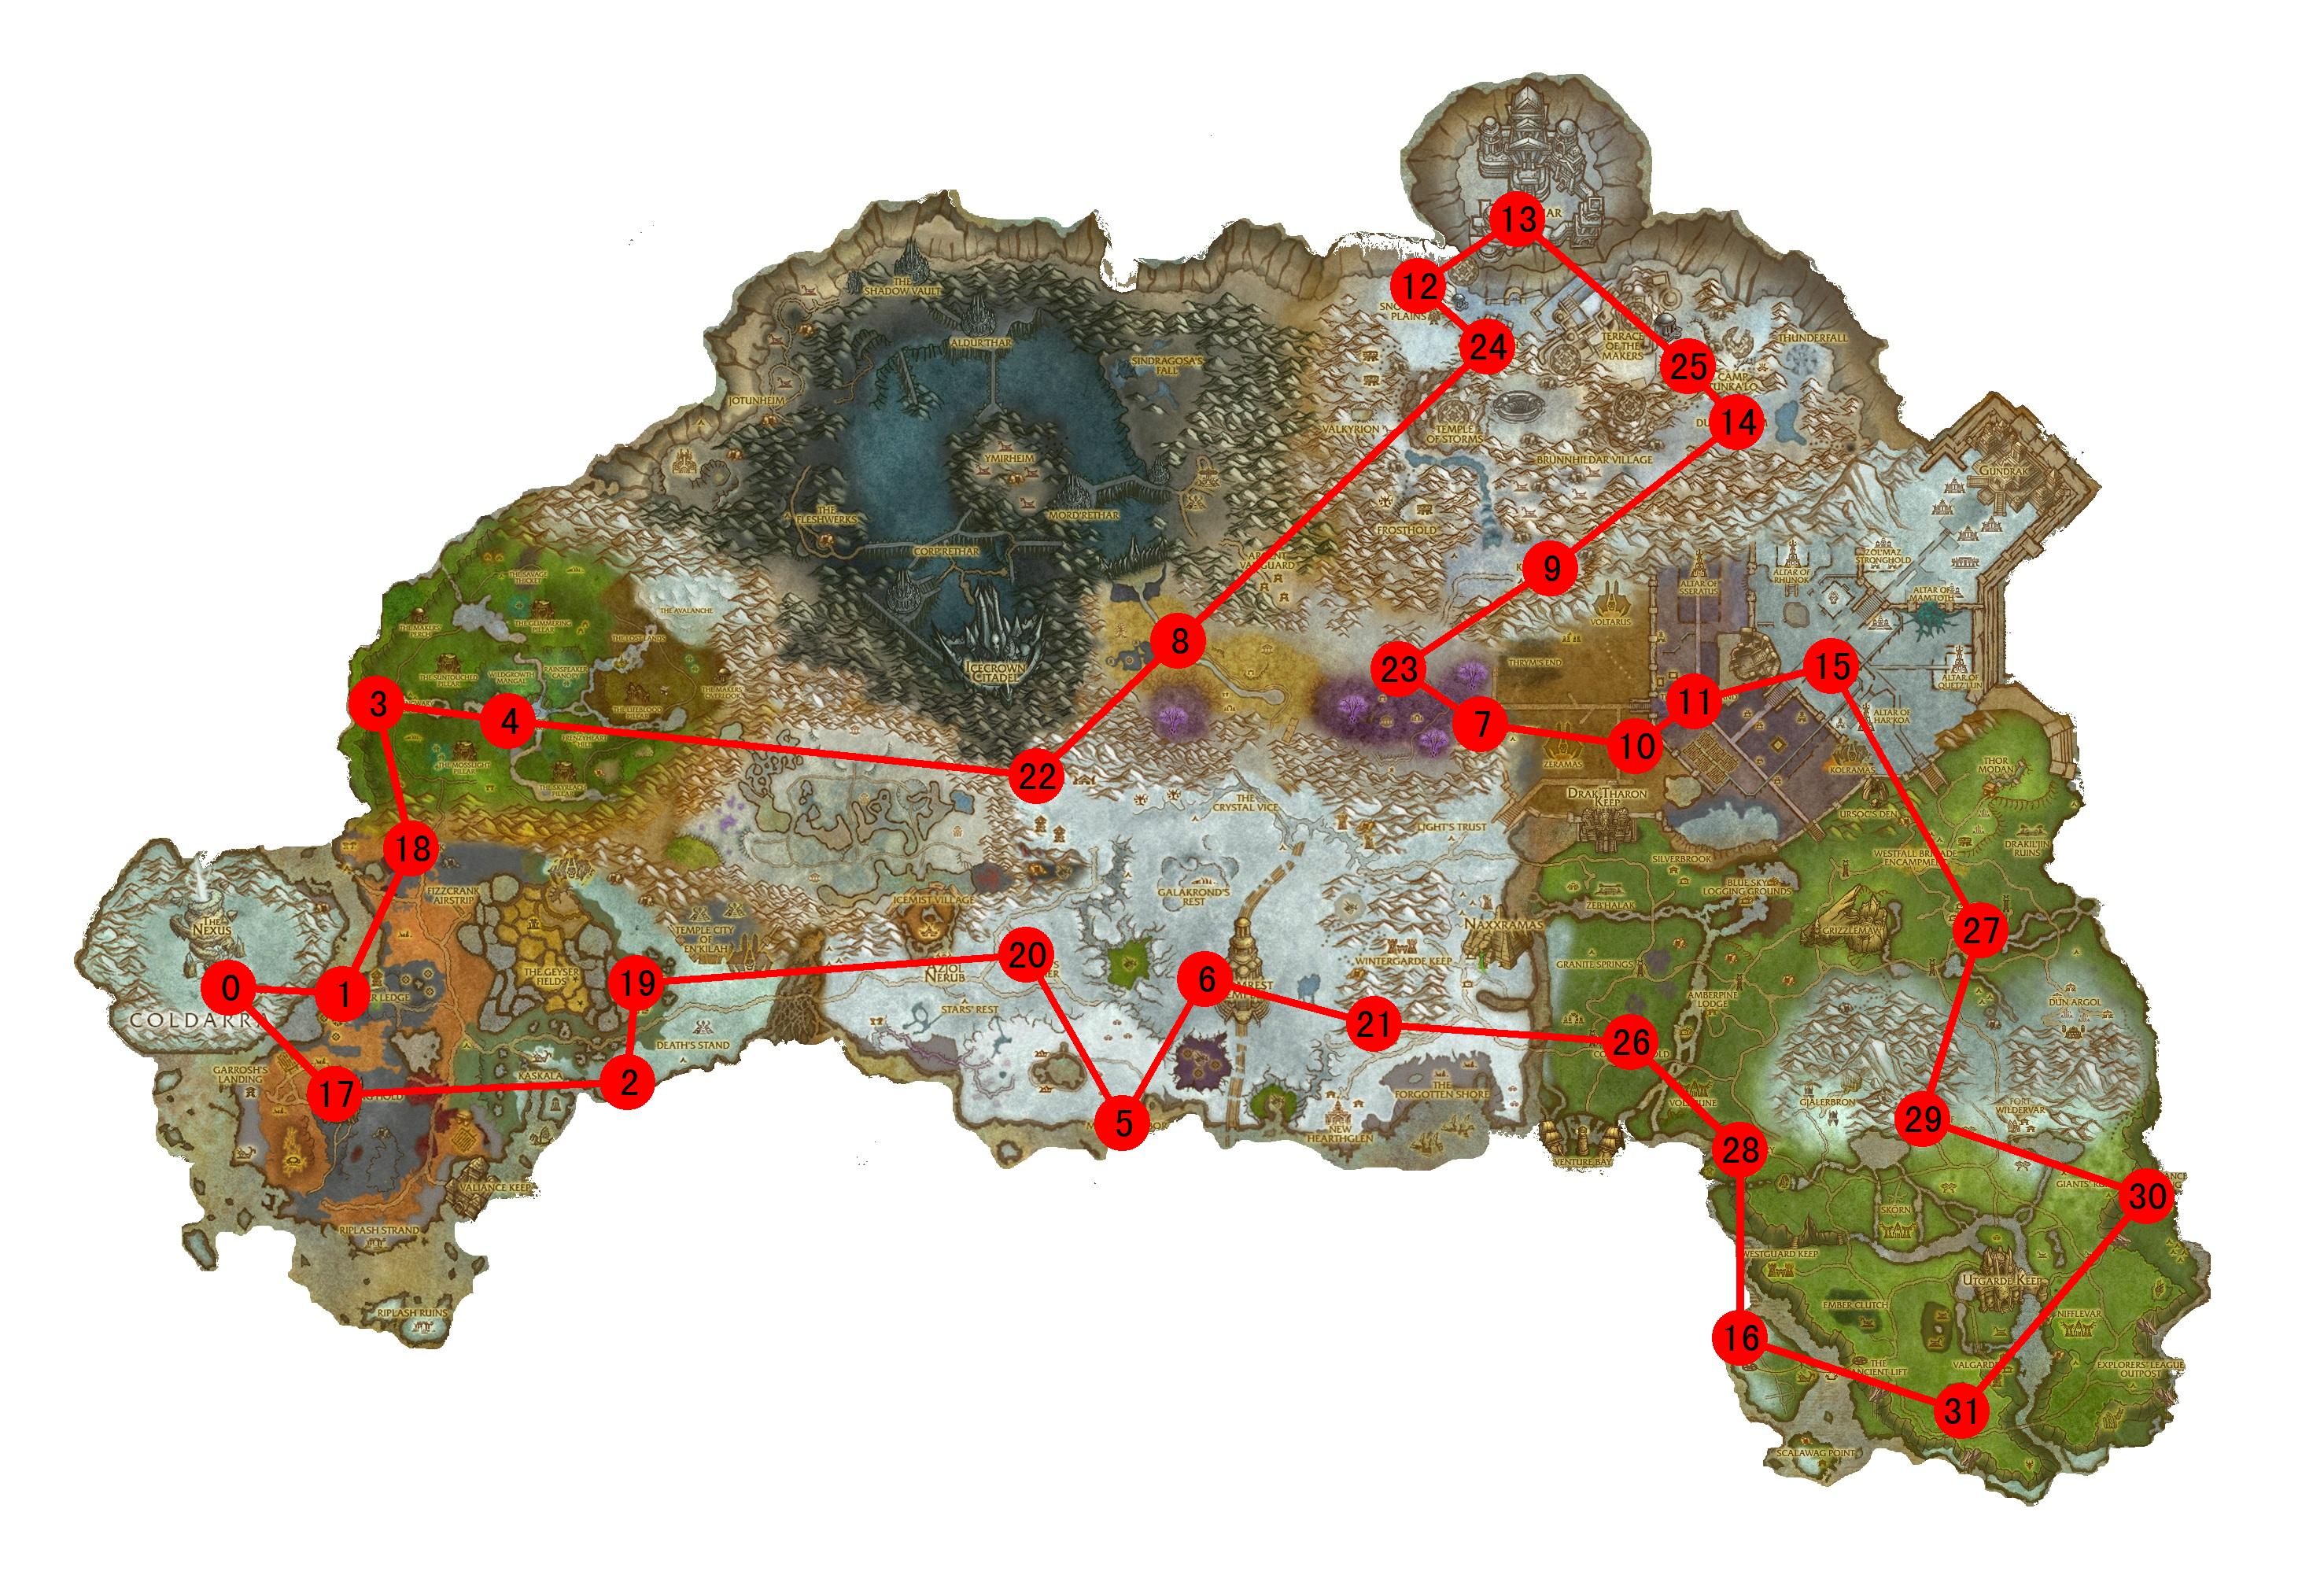 13
12
24
THE
SHADOW VAULT
ALDUR'THAR
SINDRAGOSA'S
FALL
TERRACE
OF THE
MAKERS
THUNDERFALL
25
14
JOTUNHEIM
YMIRHEIM
VALKYRION
TEMPLE
OF STORMS
BRUNNHILDAR VILLAGE
GUNDRAK
THE
FLESHWERKS
MORD'RETHAR
CORP'RETHAR
FROSTHOLD
9
ZOL'MAZ
STRONGHOLD
ALTAR OF
RHUNOK
ALTAR OF
SSERATUS
ALTAR OF
MAM'TOTH
THE SAVAGE
THICKET
THE AVALANCHE
THE GLIMMERING
PILLAR
THE MAKERS'
PERCH
THE LOST LANDS
8
VOLTARUS
ICECROWN
CITADEL
THRYM'S END
RAINSPEAKER
CANOPY
WILDGROWTH
MANGAL
THE SUNTOUCHED
PILLAR
THE MAKERS'
OVERLOOK
THE LIFEBLOOD
PILLAR
3
4
23
7
11
15
10
ALTAR OF
QUETZ'LUN
ALTAR OF
HAR'KOA
FRENZYHEART
HILL
THE MOSSLIGHT
PILLAR
THE SKYREACH
PILLAR
22
ZERAMAS
KOLRAMAS
THOR
MODAN
THE
CRYSTAL VICE
DRAK'THARON
KEEP
URSOC'S DEN
LIGHT'S TRUST
18
DRAKIL'JIN
RUINS
WESTFALL BRIGADE
ENCAMPMENT
SILVERBROOK
BLUE SKY
LOGGING GROUNDS
FIZZCRANK
AIRSTRIP
GALAKROND'S
REST
ICEMIST VILLAGE
ZEB'HALAK
THE
NEXUS
TEMPLE CITY
OF
EN'KILAH
NAXXRAMAS
GRIZZLEMAW
27
20
WINTERGARDE KEEP
GRANITE SPRINGS
AZJOL
NERUB
THE GEYSER
FIELDS
0
1
19
6
21
AMBERPINE
LODGE
DUN ARGOL
STARS' REST
COLDARRA
DEATH'S STAND
26
GARROSH'S
LANDING
KASKALA
17
2
5
THE
FORGOTTEN SHORE
GJALERBRON
FORT
WILDERVAR
29
NEW
HEARTHGLEN
28
VENTURE BAY
VALIANCE KEEP
30
SKORN
RIPLASH STRAND
WESTGUARD KEEP
UTGARDE KEEP
RIPLASH RUINS
EMBER CLUTCH
NIFFLEVAR
16
THE
ANCIENT LIFT
EXPLORERS' LEAGUE
OUTPOST
31
SCALAWAG POINT